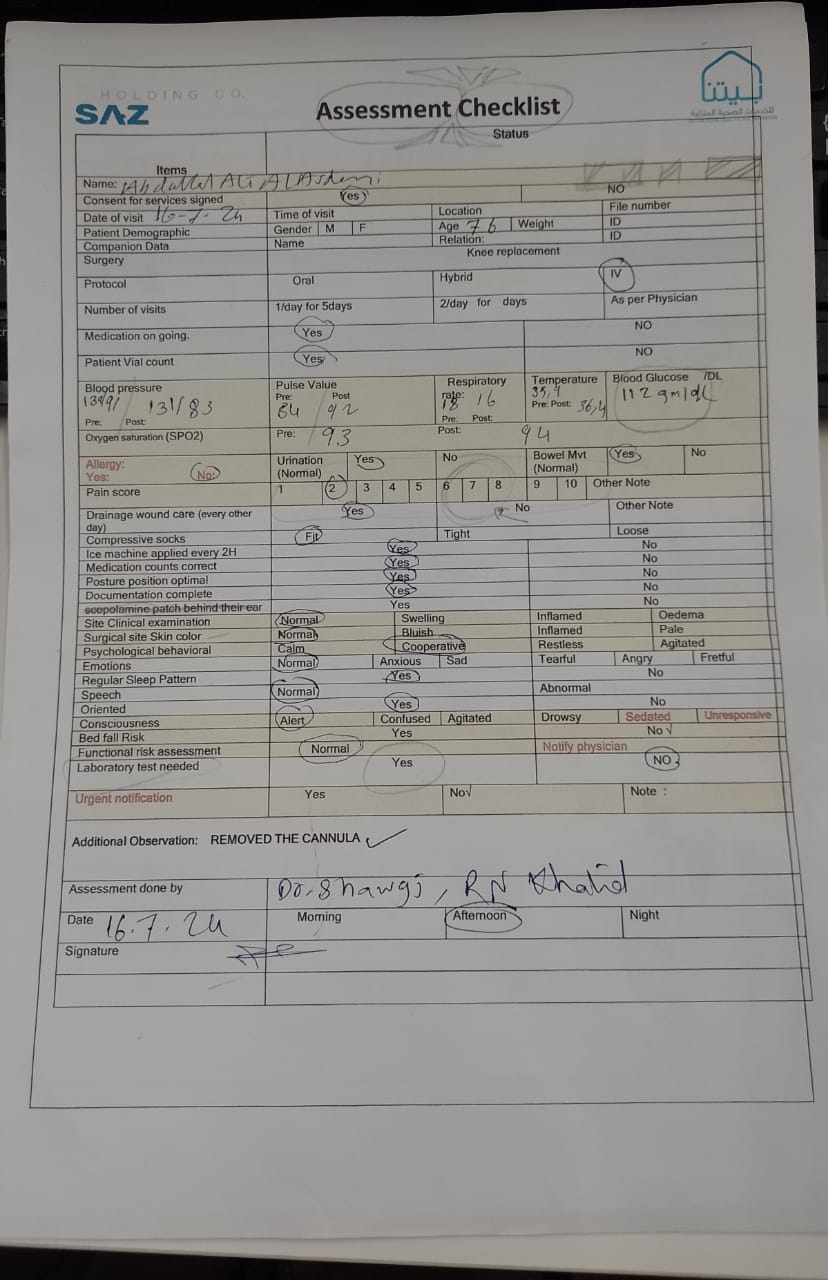 HOLDING CO.
SAZ
بيتنا
للخدمات الصحية المنزلية
Assessment Checklist
Status
Items
Name: Abdullah Ali
Consent for services signed Yes NO
Date of visit 16-7-24 Time of visit Location File number
Patient Demographic Gender M F Age 76 Weight ID
Companion Data Name Relation: ID
Surgery Knee replacement
Protocol Oral Hybrid IV
Number of visits 1/day for 5days 2/day for days As per Physician
Medication on going. Yes NO
Patient Vial count Yes NO
Blood pressure Pulse Value Respiratory rate: Temperature Blood Glucose /DL
139/91 131/83 Pre: Post 84 92 18 16 35,9 36,4 112 gm/dL
Pre: Post: Pre: Post: Pre: Post:
Oxygen saturation (SPO2) Pre: 93 Post: 94
Allergy: Yes: No: Urination (Normal) Yes No Bowel Mvt (Normal) Yes No
Pain score 1 2 3 4 5 6 7 8 9 10 Other Note
Drainage wound care (every other day) Yes No Other Note
Compressive socks Fit Tight Loose
Ice machine applied every 2H Yes No
Medication counts correct Yes No
Posture position optimal Yes No
Documentation complete Yes No
scopolamine patch behind their ear Yes No
Site Clinical examination Normal Swelling Inflamed Oedema
Surgical site Skin color Normal Bluish Inflamed Pale
Psychological behavioral Calm Cooperative Restless Agitated
Emotions Normal Anxious Sad Tearful Angry Fretful
Regular Sleep Pattern Yes No
Speech Normal Abnormal
Oriented Yes No
Consciousness Alert Confused Agitated Drowsy Sedated Unresponsive
Bed fall Risk Yes No √
Functional risk assessment Normal Notify physician
Laboratory test needed Yes NO
Urgent notification Yes No√ Note :
Additional Observation: REMOVED THE CANNULA ✓
Assessment done by Dr. Shawgi, RN Khalid
Date 16.7.24 Morning Afternoon Night
Signature